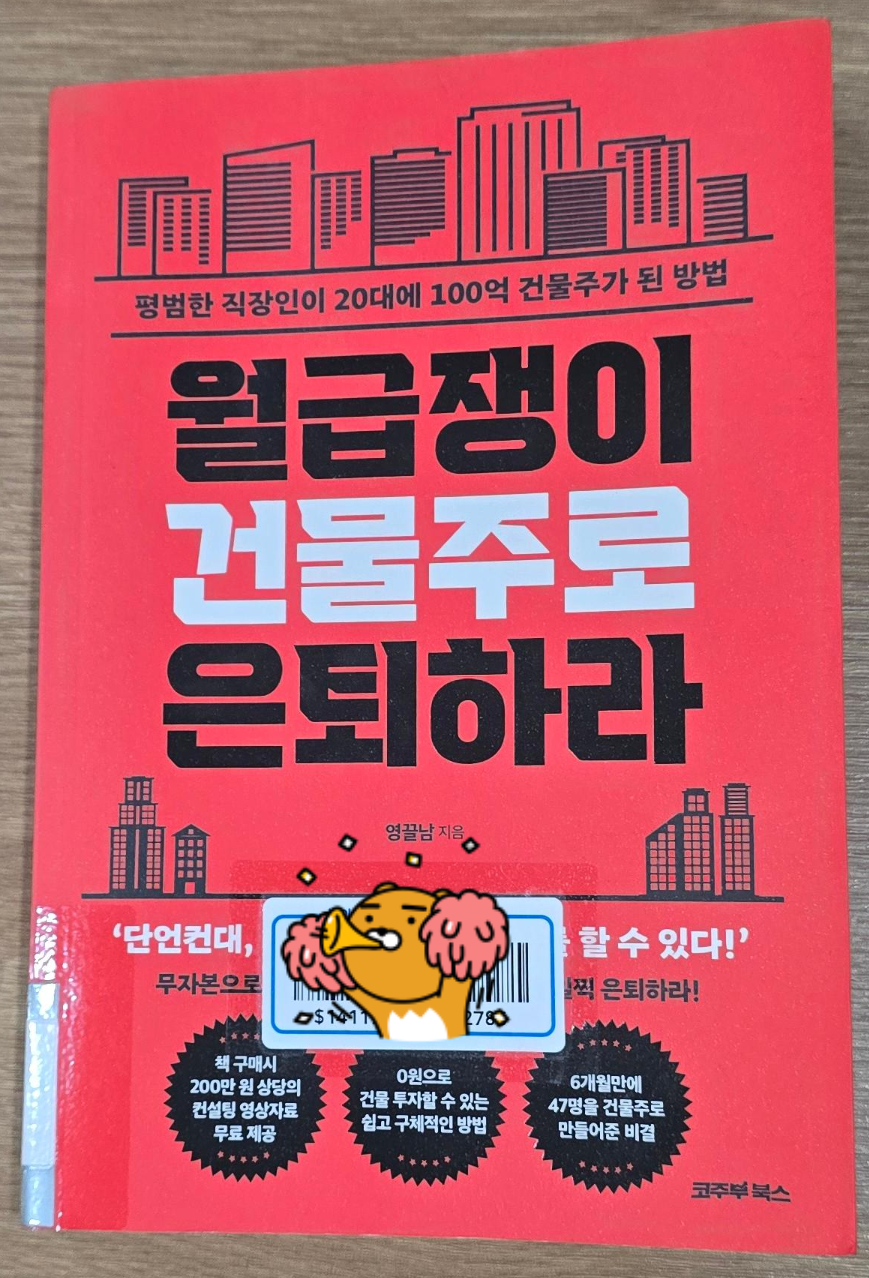 평범한 직장인이 20대에 100억 건물주가 된 방법
월급쟁이
건물주로
은퇴하라
영끌남 지음
‘단언컨대, 할 수 있다!’
무자본으로 은퇴하라!
책 구매시
200만 원 상당의
컨설팅 영상자료
무료 제공
0원으로
건물 투자할 수 있는
쉽고 구체적인 방법
6개월만에
47명을 건물주로
만들어준 비결
코주부 북스